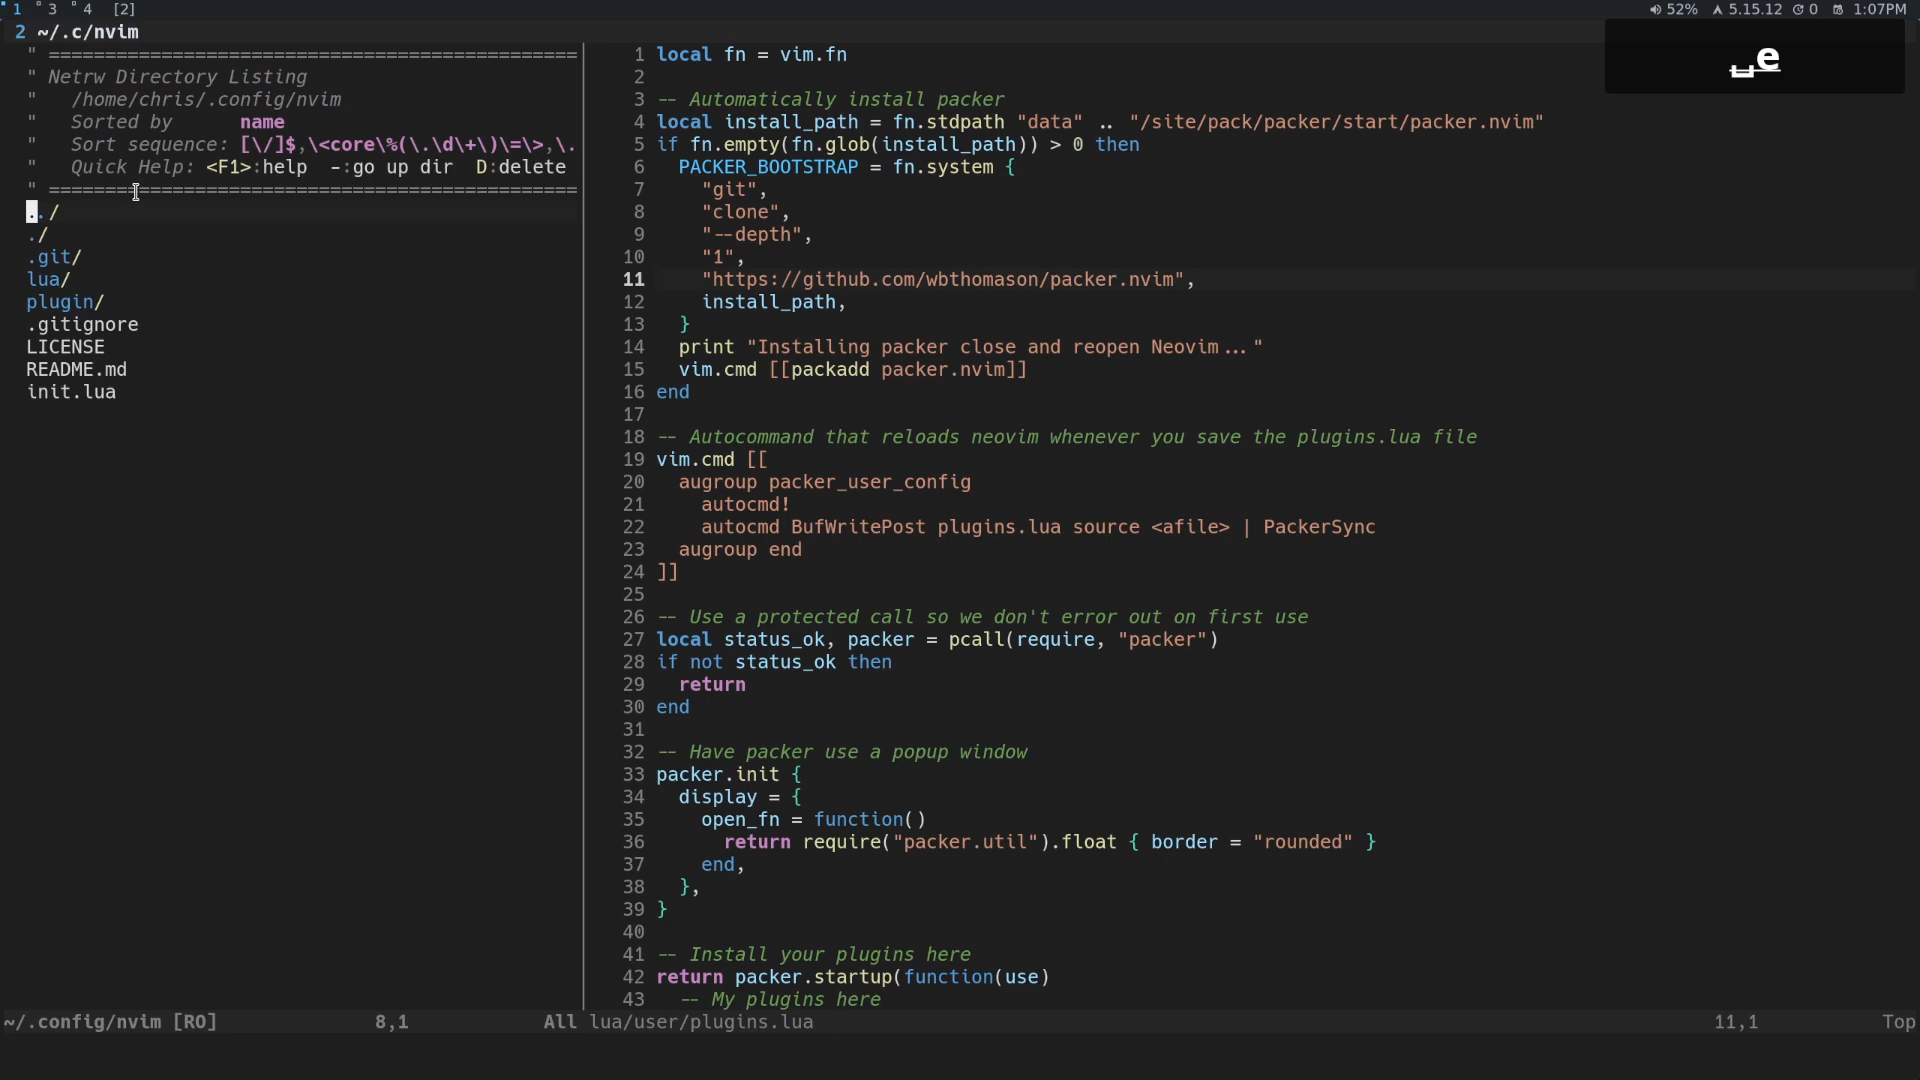 1 3 4 [2] 52% 5.15.12 0 1:07PM
2 ~/.c/nvim
␣e
" ===============================================
" Netrw Directory Listing
"   /home/chris/.config/nvim
"   Sorted by      name
"   Sort sequence: [\/]$,\<core\%(\.\d\+\)\=\>,\.
"   Quick Help: <F1>:help  -:go up dir  D:delete
" ===============================================
../
./
.git/
lua/
plugin/
.gitignore
LICENSE
README.md
init.lua
1 local fn = vim.fn
2
3 -- Automatically install packer
4 local install_path = fn.stdpath "data" .. "/site/pack/packer/start/packer.nvim"
5 if fn.empty(fn.glob(install_path)) > 0 then
6   PACKER_BOOTSTRAP = fn.system {
7     "git",
8     "clone",
9     "--depth",
10     "1",
11     "https://github.com/wbthomason/packer.nvim",
12     install_path,
13   }
14   print "Installing packer close and reopen Neovim..."
15   vim.cmd [[packadd packer.nvim]]
16 end
17
18 -- Autocommand that reloads neovim whenever you save the plugins.lua file
19 vim.cmd [[
20   augroup packer_user_config
21     autocmd!
22     autocmd BufWritePost plugins.lua source <afile> | PackerSync
23   augroup end
24 ]]
25
26 -- Use a protected call so we don't error out on first use
27 local status_ok, packer = pcall(require, "packer")
28 if not status_ok then
29   return
30 end
31
32 -- Have packer use a popup window
33 packer.init {
34   display = {
35     open_fn = function()
36       return require("packer.util").float { border = "rounded" }
37     end,
38   },
39 }
40
41 -- Install your plugins here
42 return packer.startup(function(use)
43   -- My plugins here
~/.config/nvim [RO] 8,1 All lua/user/plugins.lua 11,1 Top